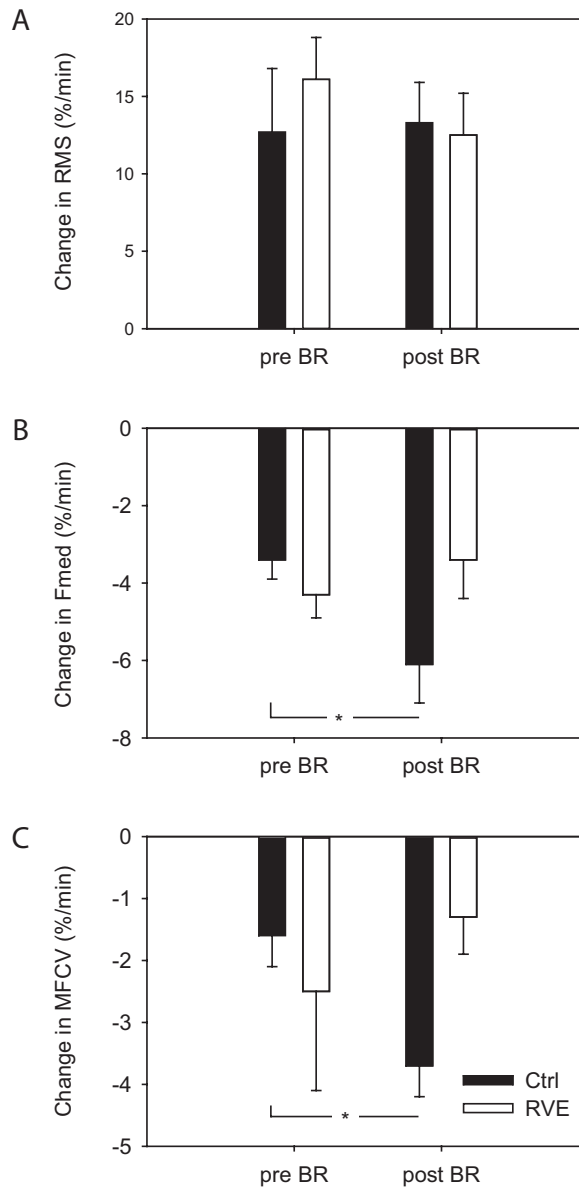 A
Change in RMS (%/min)
20
15
10
5
0
pre BR post BR
B
Change in Fmed (%/min)
0
-2
-4
-6
-8
*
pre BR post BR
C
Change in MFCV (%/min)
0
-1
-2
-3
-4
-5
*
Ctrl
RVE
pre BR post BR